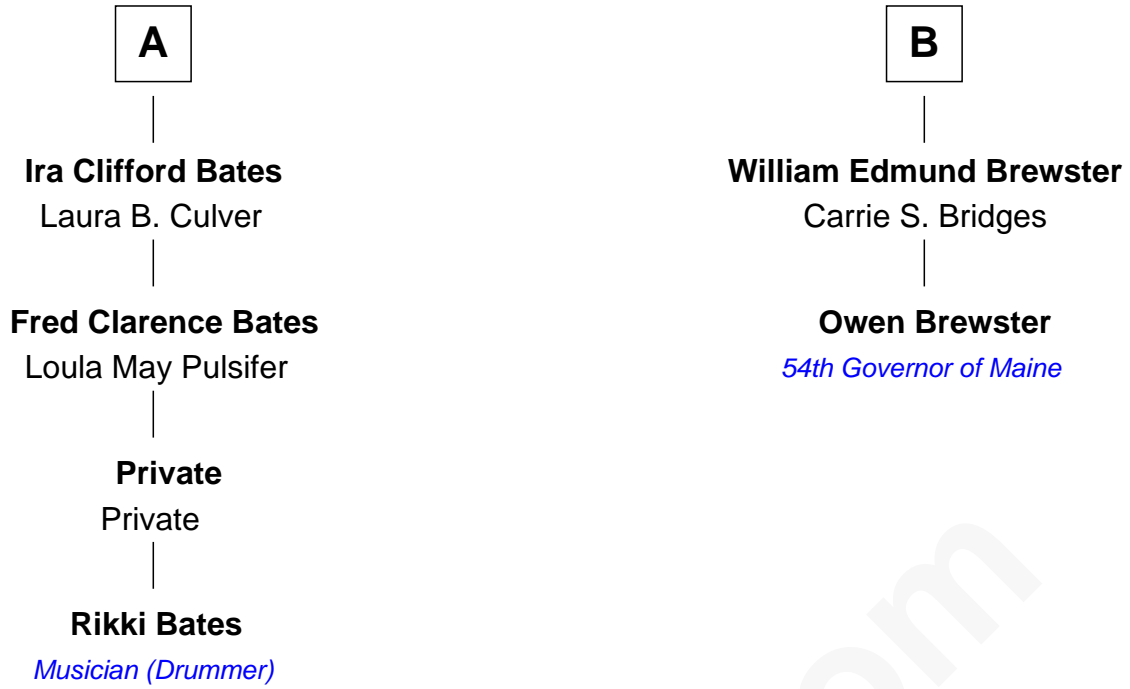 A
Ira Clifford Bates
Laura B. Culver
Fred Clarence Bates
Loula May Pulsifer
Private
Private
Rikki Bates
Musician (Drummer)
B
William Edmund Brewster
Carrie S. Bridges
Owen Brewster
54th Governor of Maine
om